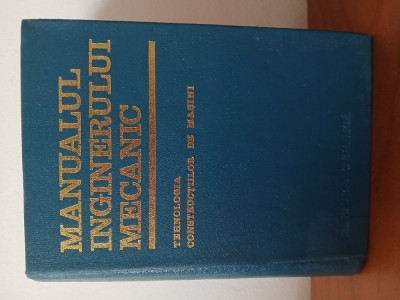 MANUALUL
INGINERULUI
MECANIC
TEHNOLOGIA
CONSTRUCȚIILOR DE MAȘINI